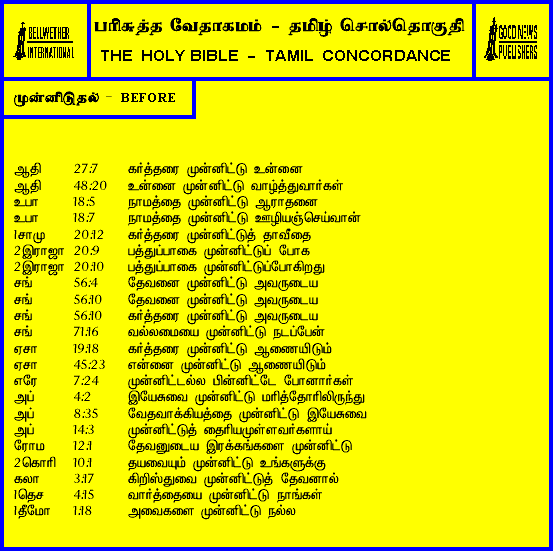 BELLWETHER
INTERNATIONAL
பரிசுத்த வேதாகமம் – தமிழ் சொல்தொகுதி
THE HOLY BIBLE – TAMIL CONCORDANCE
GOOD NEWS
PUBLISHERS
முன்னிடுதல் – BEFORE
ஆதி 27:7 கர்த்தரை முன்னிட்டு உன்னை
ஆதி 48:20 உன்னை முன்னிட்டு வாழ்த்துவார்கள்
உபா 18:5 நாமத்தை முன்னிட்டு ஆராதனை
உபா 18:7 நாமத்தை முன்னிட்டு ஊழியஞ்செய்வான்
1சாமு 20:12 கர்த்தரை முன்னிட்டுத் தாவீதை
2இராஜா 20:9 பத்துப்பாகை முன்னிட்டுப் போக
2இராஜா 20:10 பத்துப்பாகை முன்னிட்டுப்போகிறது
சங் 56:4 தேவனை முன்னிட்டு அவருடைய
சங் 56:10 தேவனை முன்னிட்டு அவருடைய
சங் 56:10 கர்த்தரை முன்னிட்டு அவருடைய
சங் 71:16 வல்லமையை முன்னிட்டு நடப்பேன்
ஏசா 19:18 கர்த்தரை முன்னிட்டு ஆணையிடும்
ஏசா 45:23 என்னை முன்னிட்டு ஆணையிடும்
எரே 7:24 முன்னிட்டல்ல பின்னிட்டே போனார்கள்
அப் 4:2 இயேசுவை முன்னிட்டு மரித்தோரிலிருந்து
அப் 8:35 வேதவாக்கியத்தை முன்னிட்டு இயேசுவை
அப் 14:3 முன்னிட்டுத் தைரியமுள்ளவர்களாய்
ரோம 12:1 தேவனுடைய இரக்கங்களை முன்னிட்டு
2கொரி 10:1 தயவையும் முன்னிட்டு உங்களுக்கு
கலா 3:17 கிறிஸ்துவை முன்னிட்டுத் தேவனால்
1தெச 4:15 வார்த்தையை முன்னிட்டு நாங்கள்
1தீமோ 1:18 அவைகளை முன்னிட்டு நல்ல